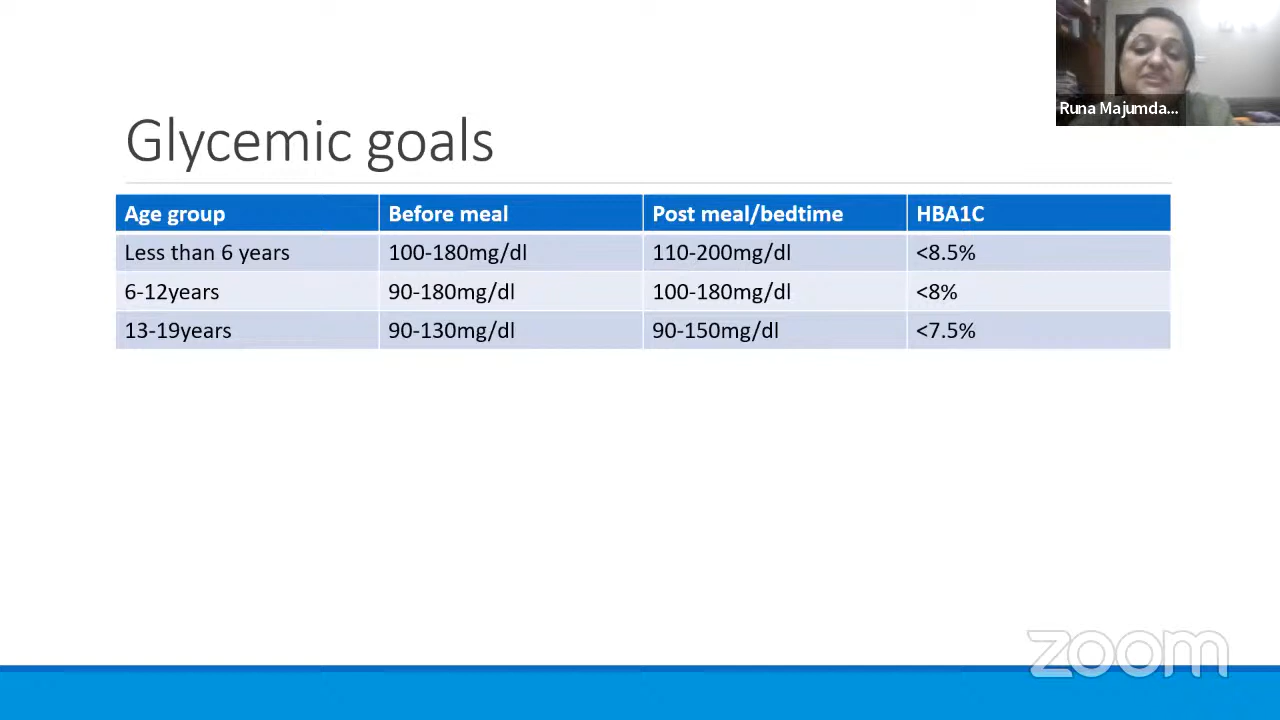 Runa Majumda...
Glycemic goals
Age group Before meal Post meal/bedtime HBA1C
Less than 6 years 100-180mg/dl 110-200mg/dl <8.5%
6-12years 90-180mg/dl 100-180mg/dl <8%
13-19years 90-130mg/dl 90-150mg/dl <7.5%
zoom